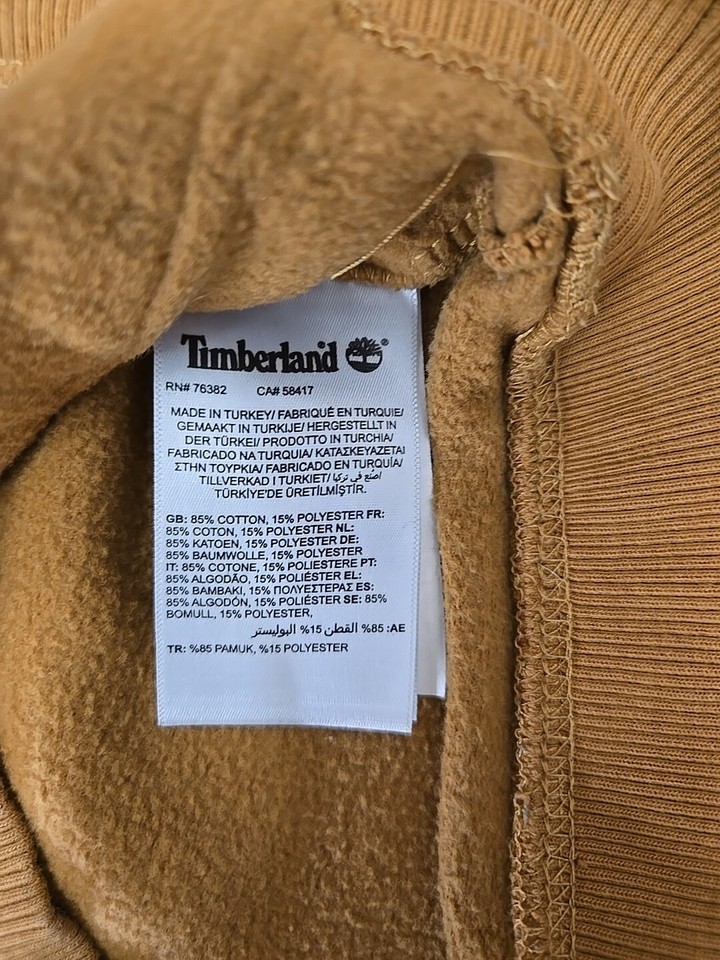 Timberland ®
RN# 76382 CA# 58417
MADE IN TURKEY/ FABRIQUÉ EN TURQUIE/
GEMAAKT IN TURKIJE/ HERGESTELLT IN
DER TÜRKEI/ PRODOTTO IN TURCHIA/
FABRICADO NA TURQUIA/ ΚΑΤΑΣΚΕΥΑΖΕΤΑΙ
ΣΤΗΝ ΤΟΥΡΚΙΑ/ FABRICADO EN TURQUÍA/
TILLVERKAD I TURKIET/ اصنع في تركيا/
TÜRKİYE'DE ÜRETİLMİŞTİR.
GB: 85% COTTON, 15% POLYESTER FR:
85% COTON, 15% POLYESTER NL:
85% KATOEN, 15% POLYESTER DE:
85% BAUMWOLLE, 15% POLYESTER
IT: 85% COTONE, 15% POLIESTERE PT:
85% ALGODÃO, 15% POLIÉSTER EL:
85% ΒΑΜΒΑΚΙ, 15% ΠΟΛΥΕΣΤΕΡΑΣ ES:
85% ALGODÓN, 15% POLIÉSTER SE: 85%
BOMULL, 15% POLYESTER,
AE: 85% القطن 15% البوليستر
TR: %85 PAMUK, %15 POLYESTER